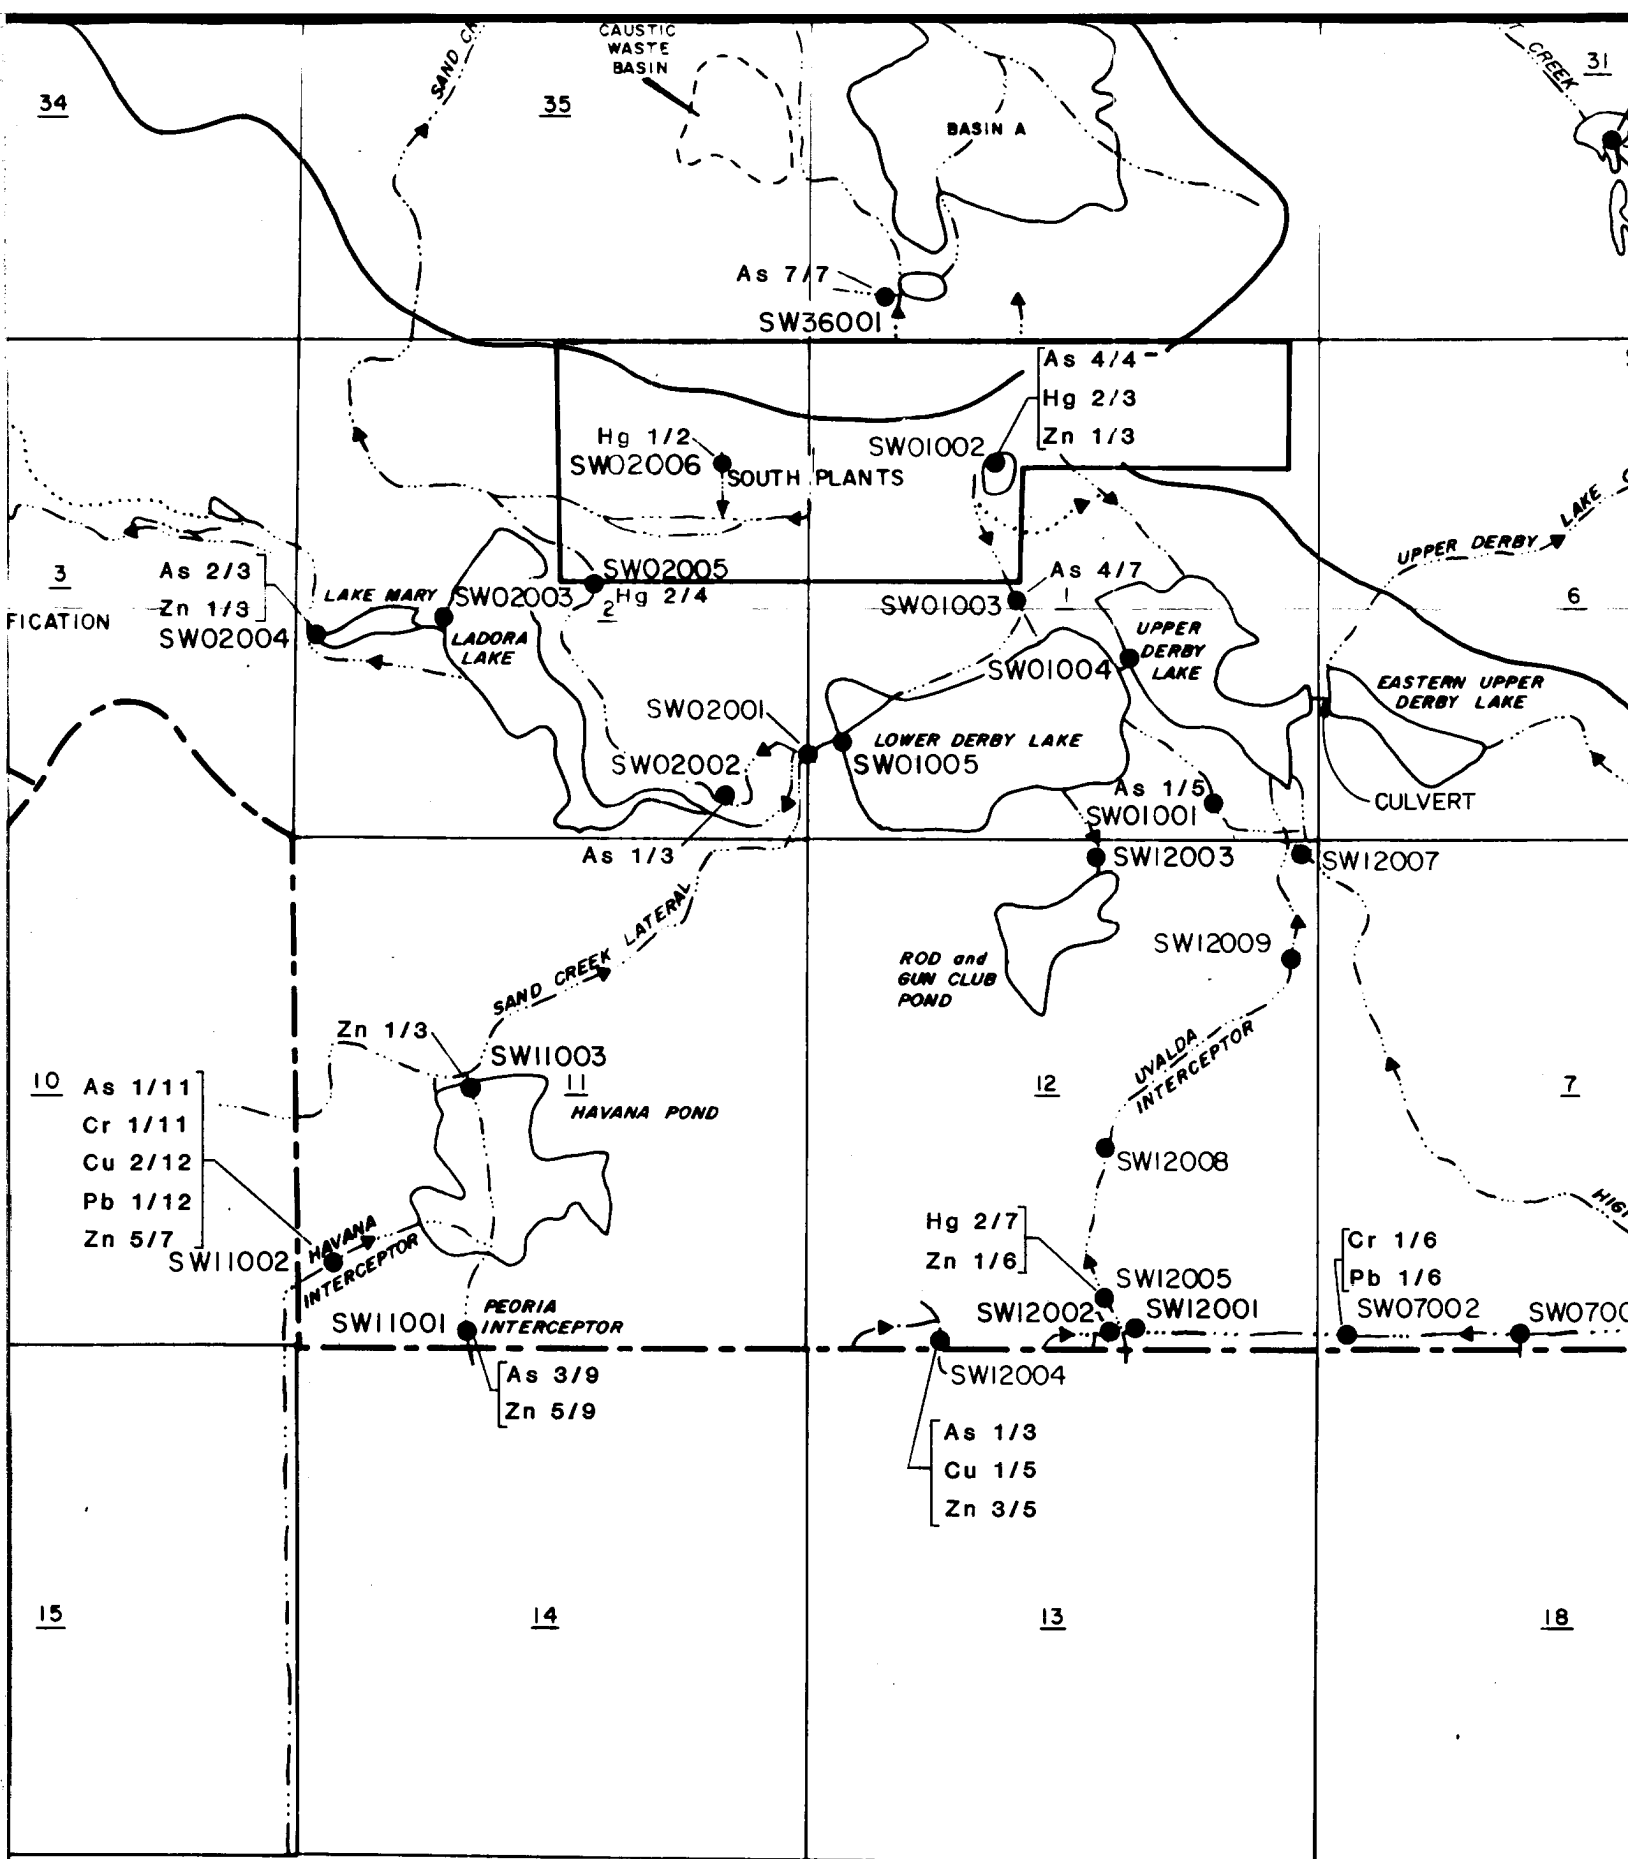 CAUSTIC
WASTE
BASIN
SAND
CREEK
31
34
35
BASIN A
As 7/7
SW36001
As 4/4
Hg 2/3
Zn 1/3
Hg 1/2
SW02006
SW01002
SOUTH PLANTS
UPPER DERBY LAKE
3
As 2/3
Zn 1/3
SW02004
FICATION
LAKE MARY
SW02003
SW02005
Hg 2/4
2
LADORA
LAKE
As 4/7
SW01003
1
6
UPPER
DERBY
LAKE
SW01004
EASTERN UPPER
DERBY LAKE
SW02001
LOWER DERBY LAKE
SW01005
SW02002
As 1/5
SW01001
CULVERT
As 1/3
SW12003
SW12007
SAND CREEK LATERAL
SW12009
ROD and
GUN CLUB
POND
Zn 1/3
SW11003
UVALDA
INTERCEPTOR
10
As 1/11
Cr 1/11
Cu 2/12
Pb 1/12
Zn 5/7
SW11002
11
HAVANA POND
12
7
SW12008
HAVANA
INTERCEPTOR
Hg 2/7
Zn 1/6
Cr 1/6
Pb 1/6
SW12005
SW11001
PEORIA
INTERCEPTOR
SW12002
SW12001
SW07002
SW0700
SW12004
As 3/9
Zn 5/9
As 1/3
Cu 1/5
Zn 3/5
15
14
13
18